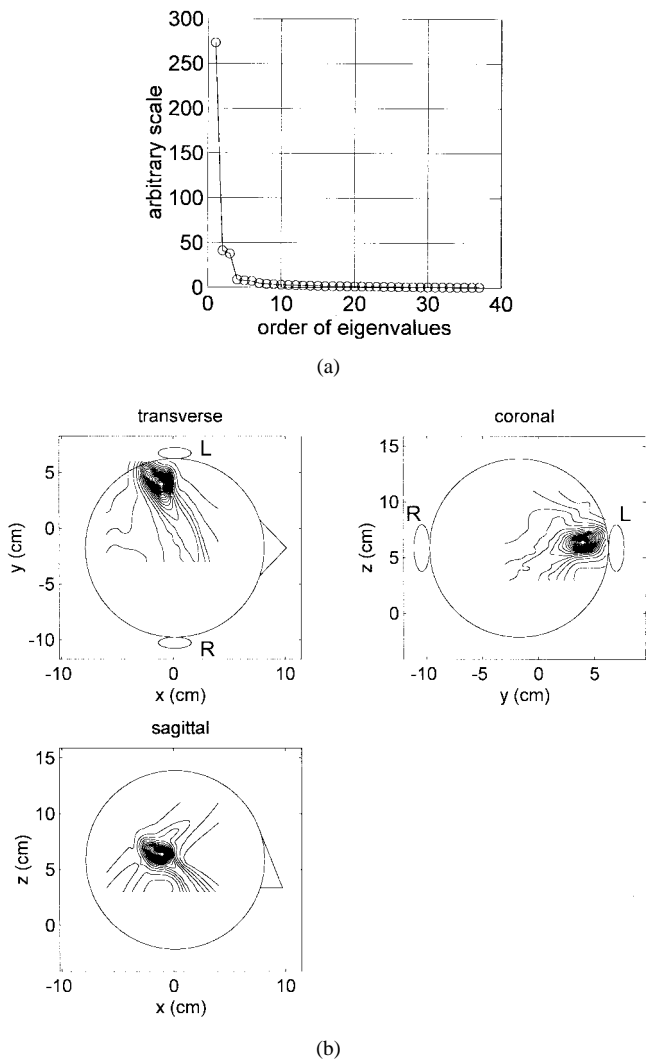 300
250
200
150
100
50
0
arbitrary scale
0 10 20 30 40
order of eigenvalues
(a)
transverse
L
5
0
-5
-10
y (cm)
R
-10 0 10
x (cm)
coronal
15
10
5
0
z (cm)
R
L
-10 -5 0 5
y (cm)
sagittal
15
10
5
0
z (cm)
-10 0 10
x (cm)
(b)